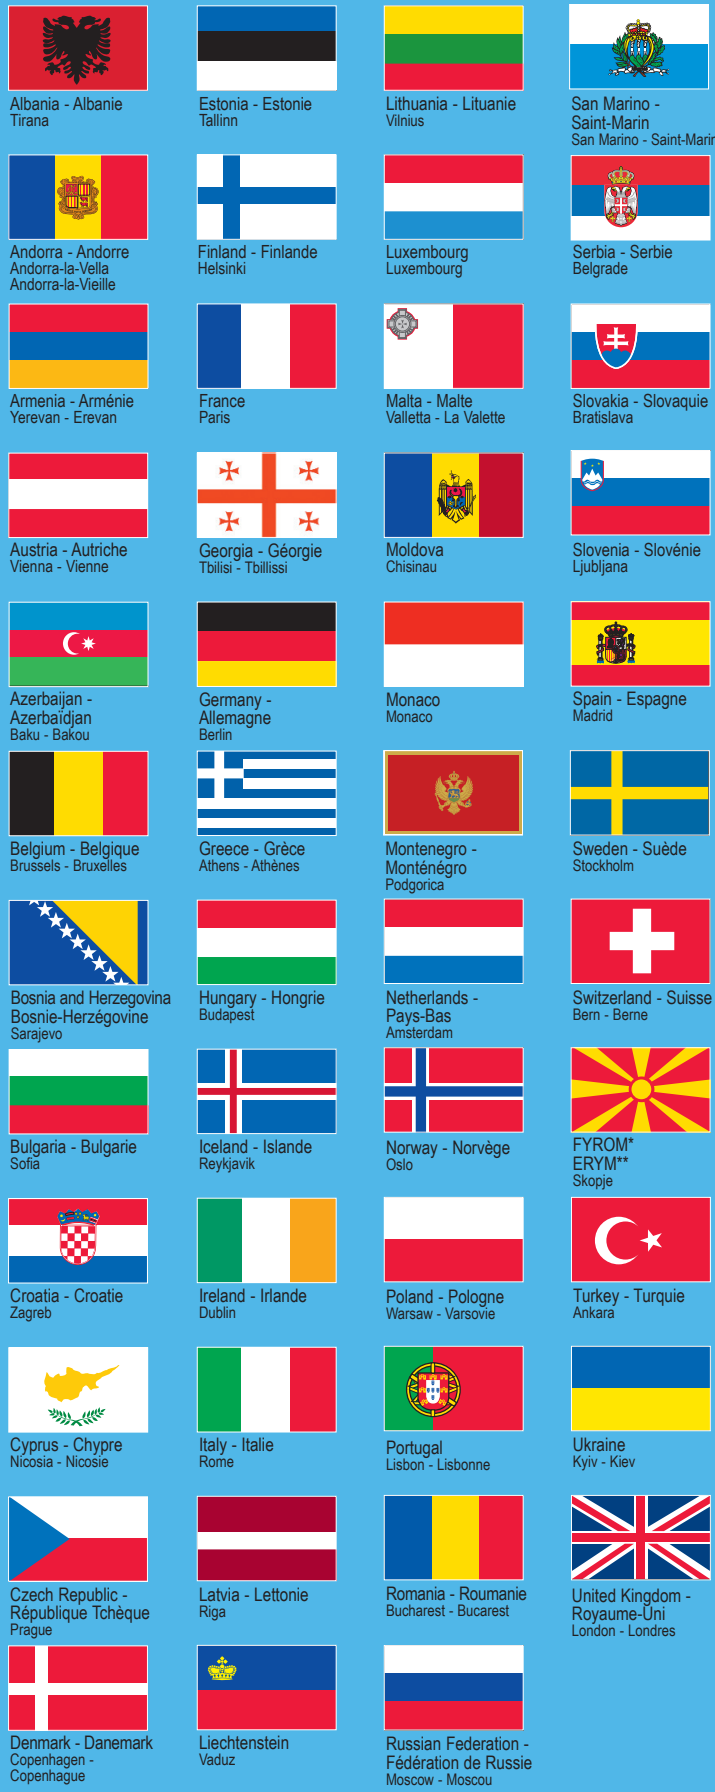 Albania - Albanie
Tirana
Andorra - Andorre
Andorra-la-Vella
Andorra-la-Vieille
Armenia - Arménie
Yerevan - Erevan
Austria - Autriche
Vienna - Vienne
Azerbaijan -
Azerbaïdjan
Baku - Bakou
Belgium - Belgique
Brussels - Bruxelles
Bosnia and Herzegovina
Bosnie-Herzégovine
Sarajevo
Bulgaria - Bulgarie
Sofia
Croatia - Croatie
Zagreb
Cyprus - Chypre
Nicosia - Nicosie
Czech Republic -
République Tchèque
Prague
Denmark - Danemark
Copenhagen -
Copenhague
Estonia - Estonie
Tallinn
Finland - Finlande
Helsinki
France
Paris
Georgia - Géorgie
Tbilisi - Tbillissi
Germany -
Allemagne
Berlin
Greece - Grèce
Athens - Athènes
Hungary - Hongrie
Budapest
Iceland - Islande
Reykjavik
Ireland - Irlande
Dublin
Italy - Italie
Rome
Latvia - Lettonie
Riga
Liechtenstein
Vaduz
Lithuania - Lituanie
Vilnius
Luxembourg
Luxembourg
Malta - Malte
Valletta - La Valette
Moldova
Chisinau
Monaco
Monaco
Montenegro -
Monténégro
Podgorica
Netherlands -
Pays-Bas
Amsterdam
Norway - Norvège
Oslo
Poland - Pologne
Warsaw - Varsovie
Portugal
Lisbon - Lisbonne
Romania - Roumanie
Bucharest - Bucarest
Russian Federation -
Fédération de Russie
Moscow - Moscou
San Marino -
Saint-Marin
San Marino - Saint-Marin
Serbia - Serbie
Belgrade
Slovakia - Slovaquie
Bratislava
Slovenia - Slovénie
Ljubljana
Spain - Espagne
Madrid
Sweden - Suède
Stockholm
Switzerland - Suisse
Bern - Berne
FYROM*
ERYM**
Skopje
Turkey - Turquie
Ankara
Ukraine
Kyiv - Kiev
United Kingdom -
Royaume-Uni
London - Londres